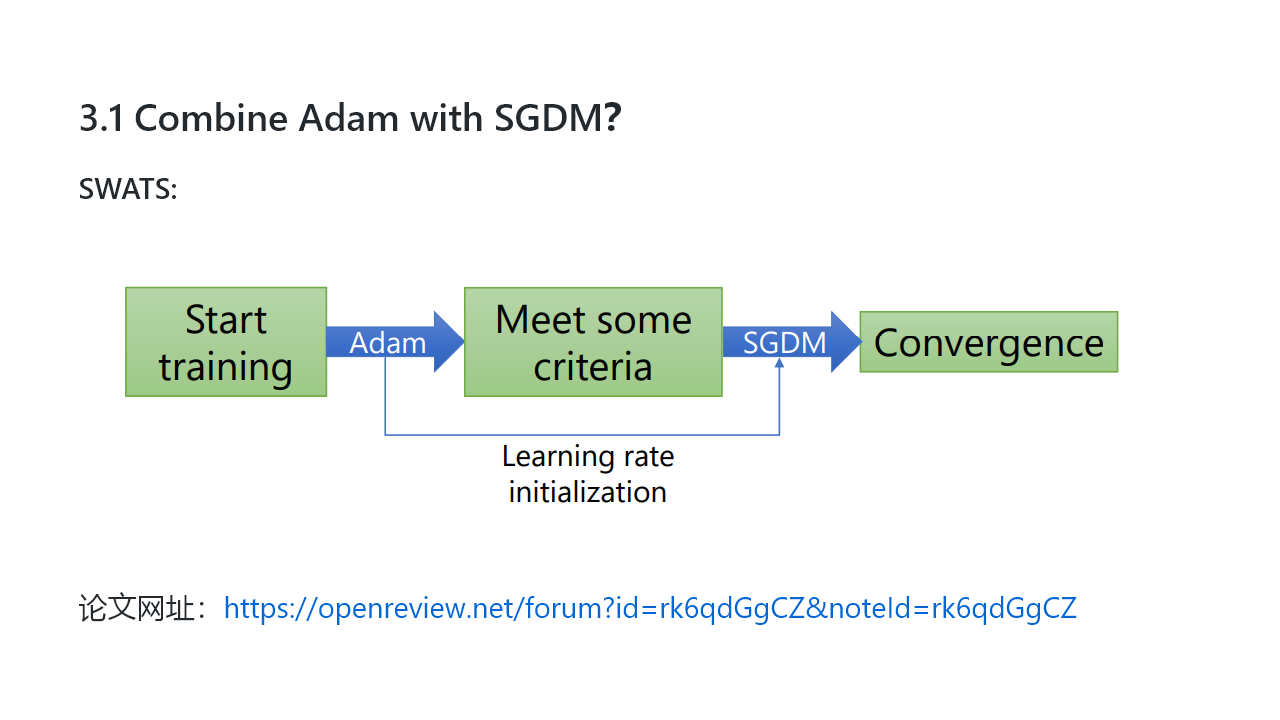 3.1 Combine Adam with SGDM?
SWATS:
Start
training
Adam
Meet some
criteria
SGDM
Convergence
Learning rate
initialization
论文网址：https://openreview.net/forum?id=rk6qdGgCZ&noteId=rk6qdGgCZ